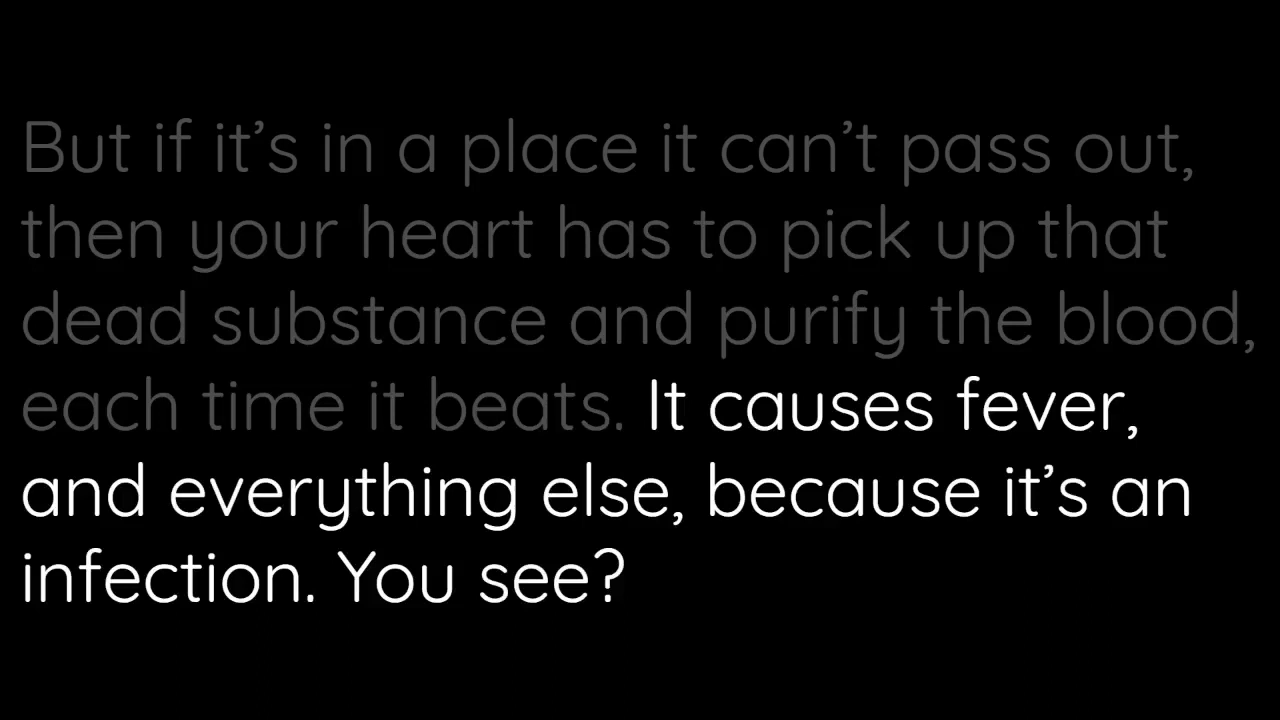 But if it’s in a place it can’t pass out,
then your heart has to pick up that
dead substance and purify the blood,
each time it beats. It causes fever,
and everything else, because it’s an
infection. You see?